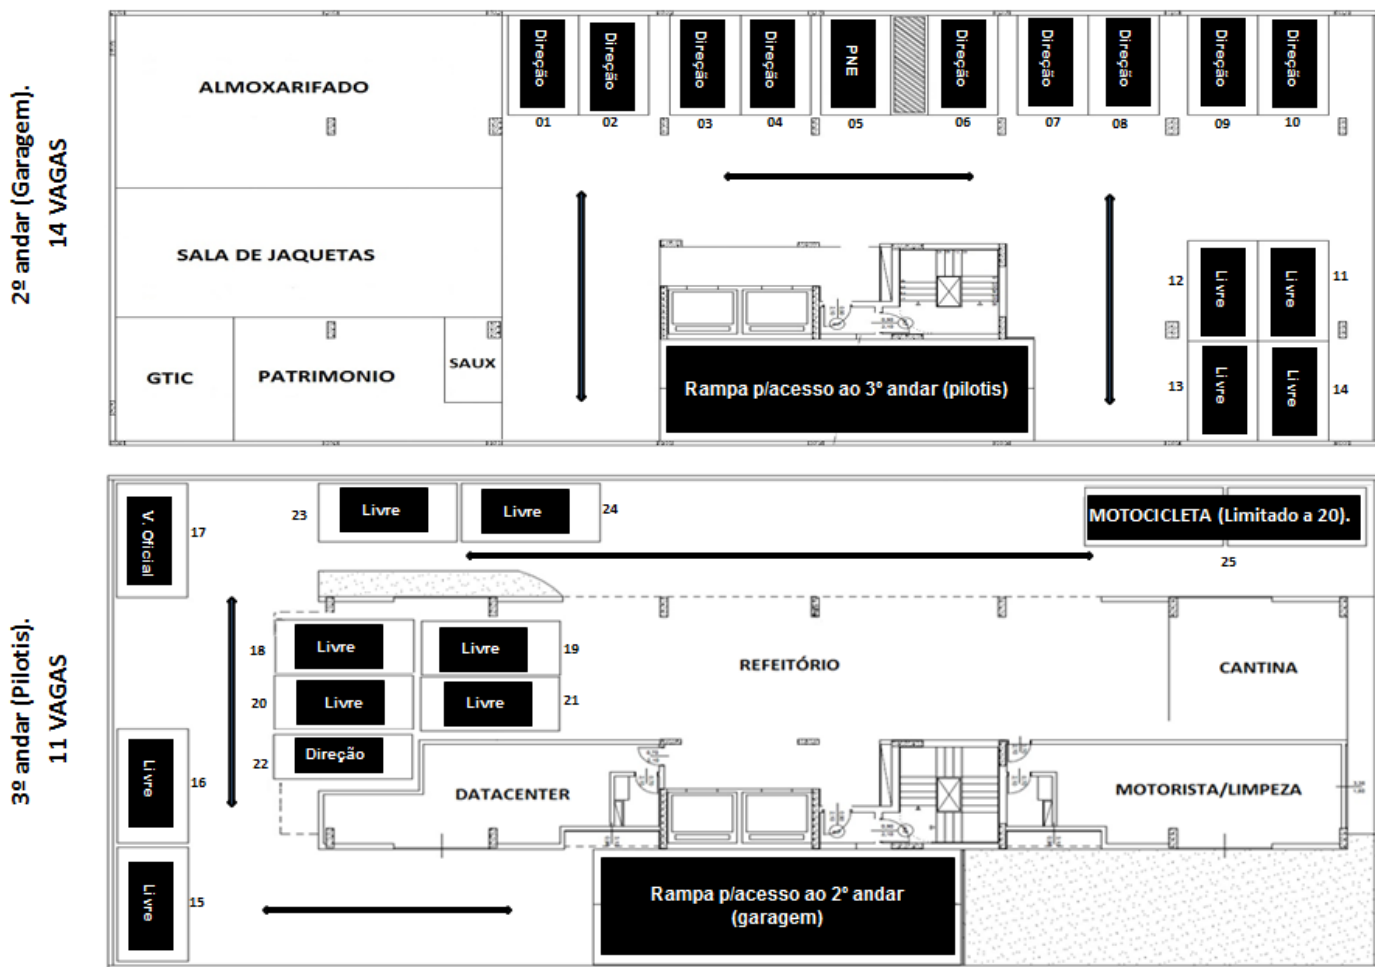 2º andar (Garagem).
14 VAGAS
ALMOXARIFADO
SALA DE JAQUETAS
GTIC
PATRIMONIO
SAUX
Direção
Direção
Direção
Direção
PNE
Direção
Direção
Direção
Direção
Direção
01
02
03
04
05
06
07
08
09
10
12
Livre
Livre
11
13
Livre
Livre
14
Rampa p/acesso ao 3º andar (pilotis)
3º andar (Pilotis).
11 VAGAS
V. Oficial
17
23
Livre
Livre
24
MOTOCICLETA (Limitado a 20).
25
18
Livre
Livre
19
20
Livre
Livre
21
22
Direção
REFEITÓRIO
CANTINA
Livre
16
DATACENTER
MOTORISTA/LIMPEZA
Livre
15
Rampa p/acesso ao 2º andar
(garagem)